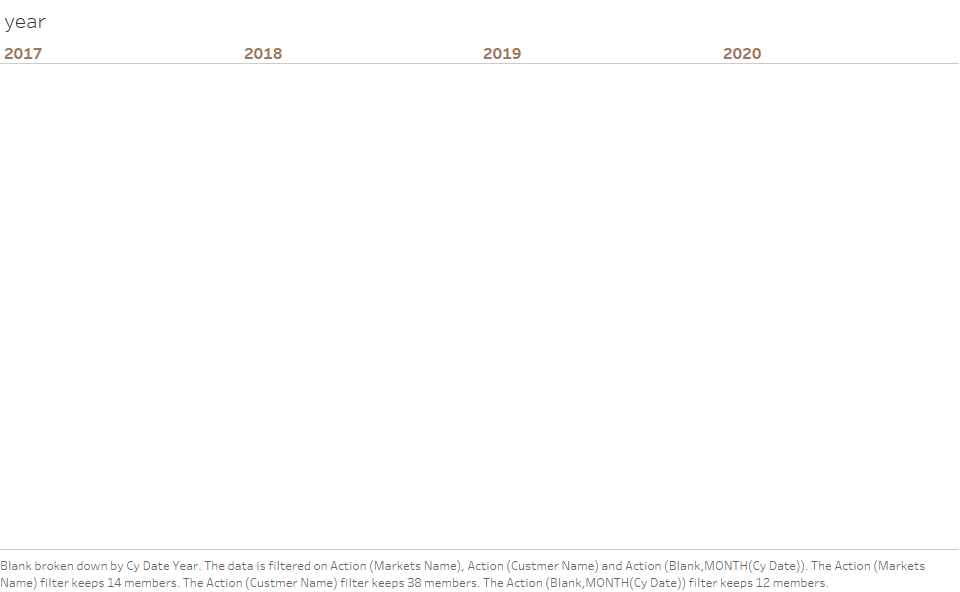 year
2017 2018 2019 2020
Blank broken down by Cy Date Year. The data is filtered on Action (Markets Name), Action (Custmer Name) and Action (Blank,MONTH(Cy Date)). The Action (Markets
Name) filter keeps 14 members. The Action (Custmer Name) filter keeps 38 members. The Action (Blank,MONTH(Cy Date)) filter keeps 12 members.